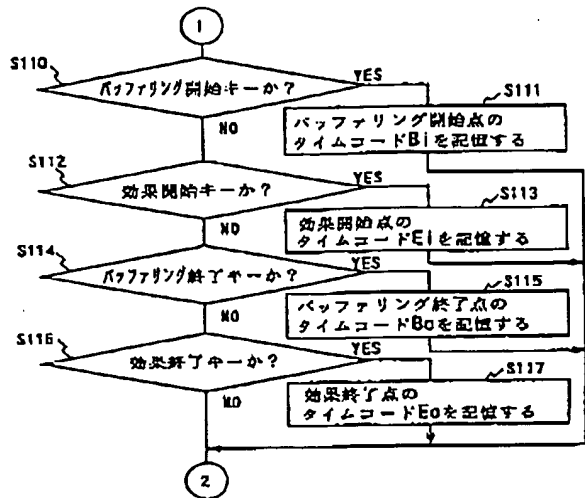 1
S110
バッファリング開始キーか?
YES
S111
バッファリング開始点の
タイムコードBiを記憶する
NO
S112
効果開始キーか?
YES
S113
効果開始点の
タイムコードEiを記憶する
NO
S114
バッファリング終了キーか?
YES
S115
バッファリング終了点の
タイムコードBoを記憶する
NO
S116
効果終了キーか?
YES
S117
効果終了点の
タイムコードEoを記憶する
NO
2